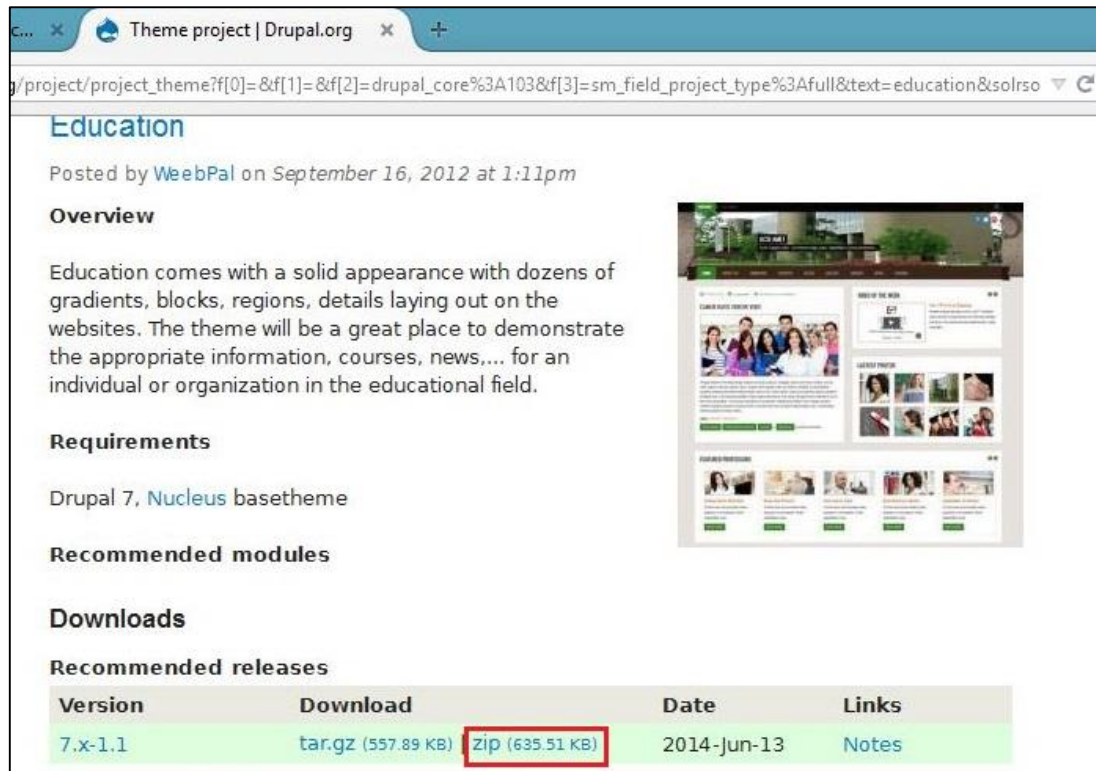 c...
Theme project | Drupal.org
/project/project_theme?f[0]=&f[1]=&f[2]=drupal_core%3A103&f[3]=sm_field_project_type%3Afull&text=education&solrso
Education
Posted by WeebPal on September 16, 2012 at 1:11pm
Overview
Education comes with a solid appearance with dozens of
gradients, blocks, regions, details laying out on the
websites. The theme will be a great place to demonstrate
the appropriate information, courses, news,... for an
individual or organization in the educational field.
Requirements
Drupal 7, Nucleus basetheme
Recommended modules
Downloads
Recommended releases
Version Download Date Links
7.x-1.1 tar.gz (557.89 KB) | zip (635.51 KB) 2014-Jun-13 Notes